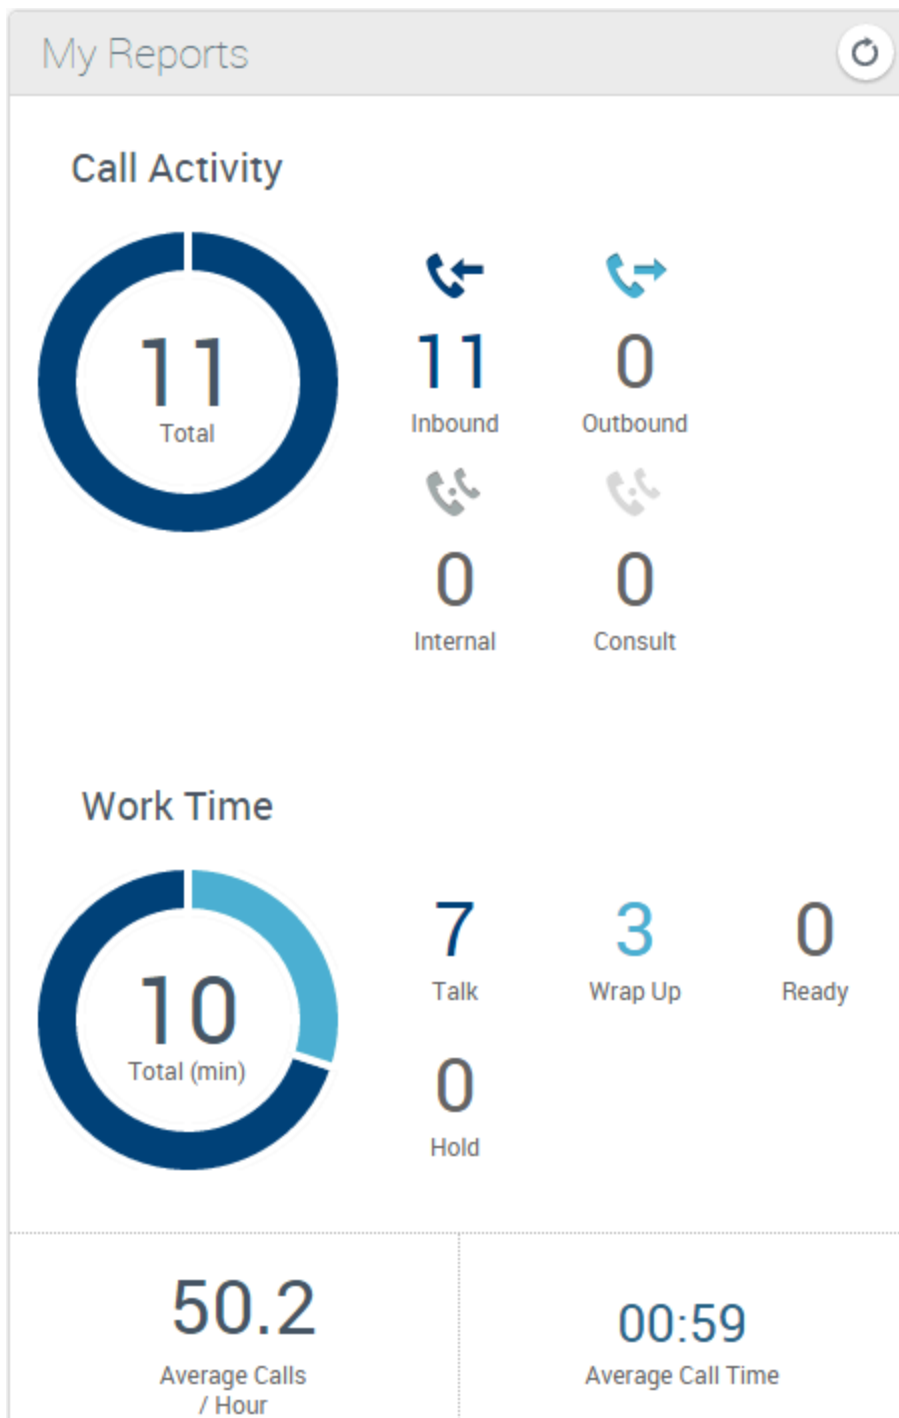 My Reports
Call Activity
11
Total
11
Inbound
0
Outbound
0
Internal
0
Consult
Work Time
10
Total (min)
7
Talk
3
Wrap Up
0
Ready
0
Hold
50.2
Average Calls
/ Hour
00:59
Average Call Time